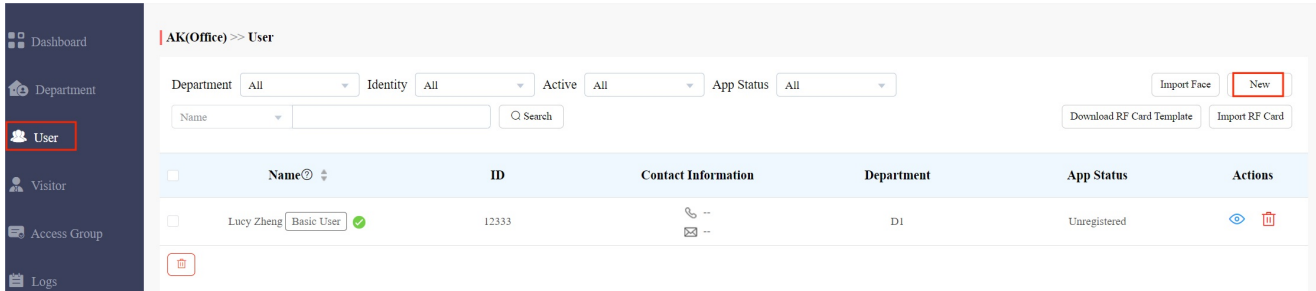 Dashboard
Department
User
Visitor
Access Group
Logs
AK(Office) >> User
Department All Identity All Active All App Status All Import Face New
Name Search Download RF Card Template Import RF Card
Name ID Contact Information Department App Status Actions
Lucy Zheng Basic User 12333 -- D1 Unregistered
--